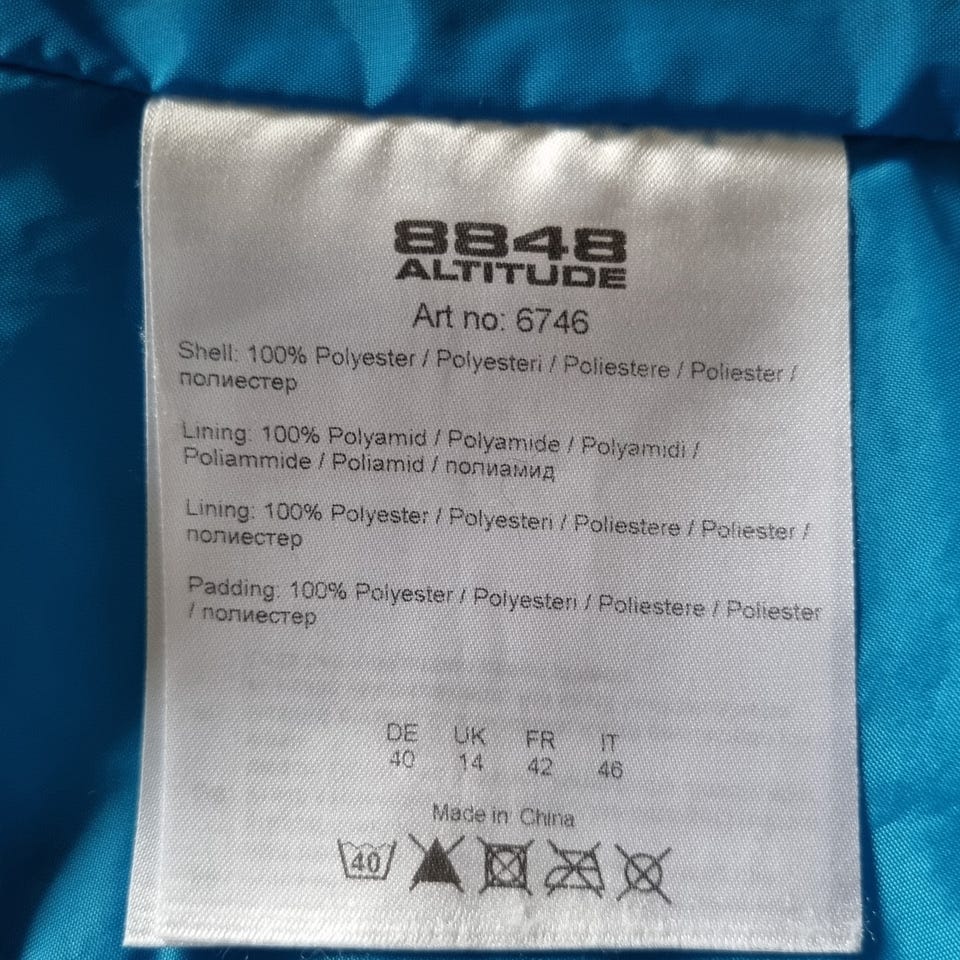 8848
ALTITUDE
Art no: 6746
Shell: 100% Polyester / Polyesteri / Poliestere / Poliester /
полиестер
Lining: 100% Polyamid / Polyamide / Polyamidi /
Poliammide / Poliamid / полиамид
Lining: 100% Polyester / Polyesteri / Poliestere / Poliester /
полиестер
Padding: 100% Polyester / Polyesteri / Poliestere / Poliester
/ полиестер
DE UK FR IT
40 14 42 46
Made in China
40